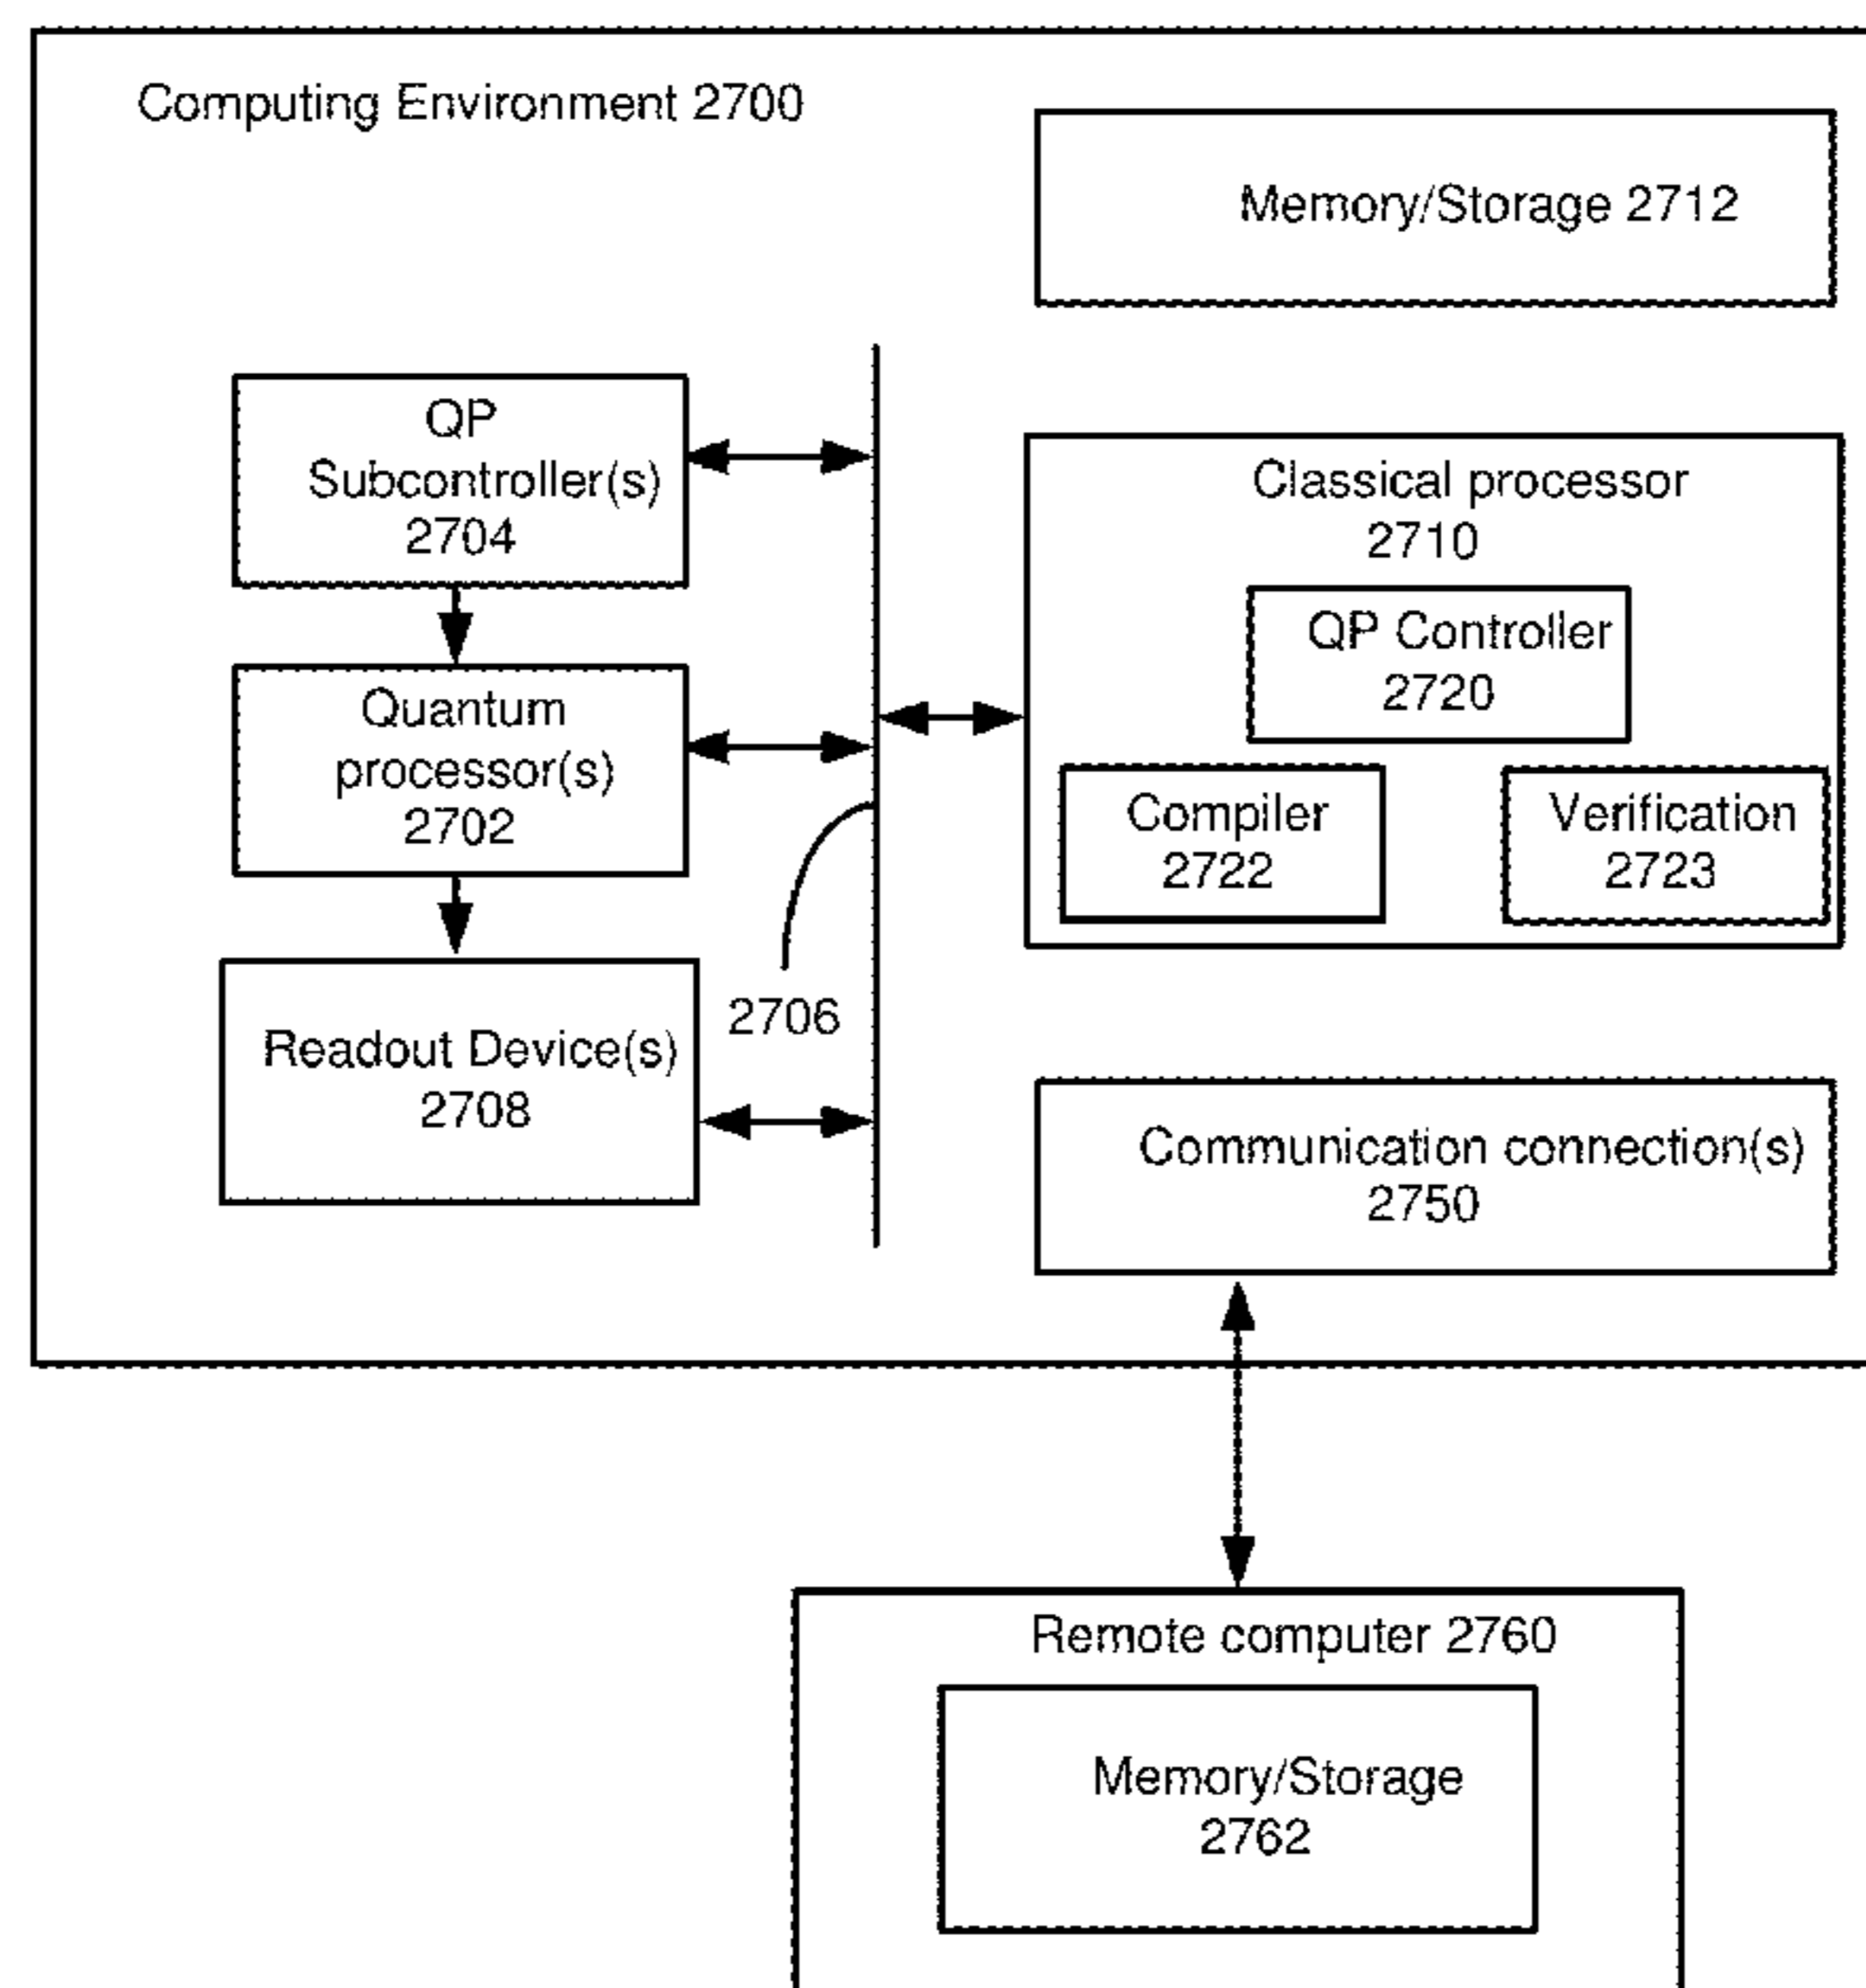 Computing Environment 2700
Memory/Storage 2712
QP
Subcontroller(s)
2704
Classical processor
2710
QP Controller
2720
Quantum
processor(s)
2702
Compiler
2722
Verification
2723
2706
Readout Device(s)
2708
Communication connection(s)
2750
Remote computer 2760
Memory/Storage
2762